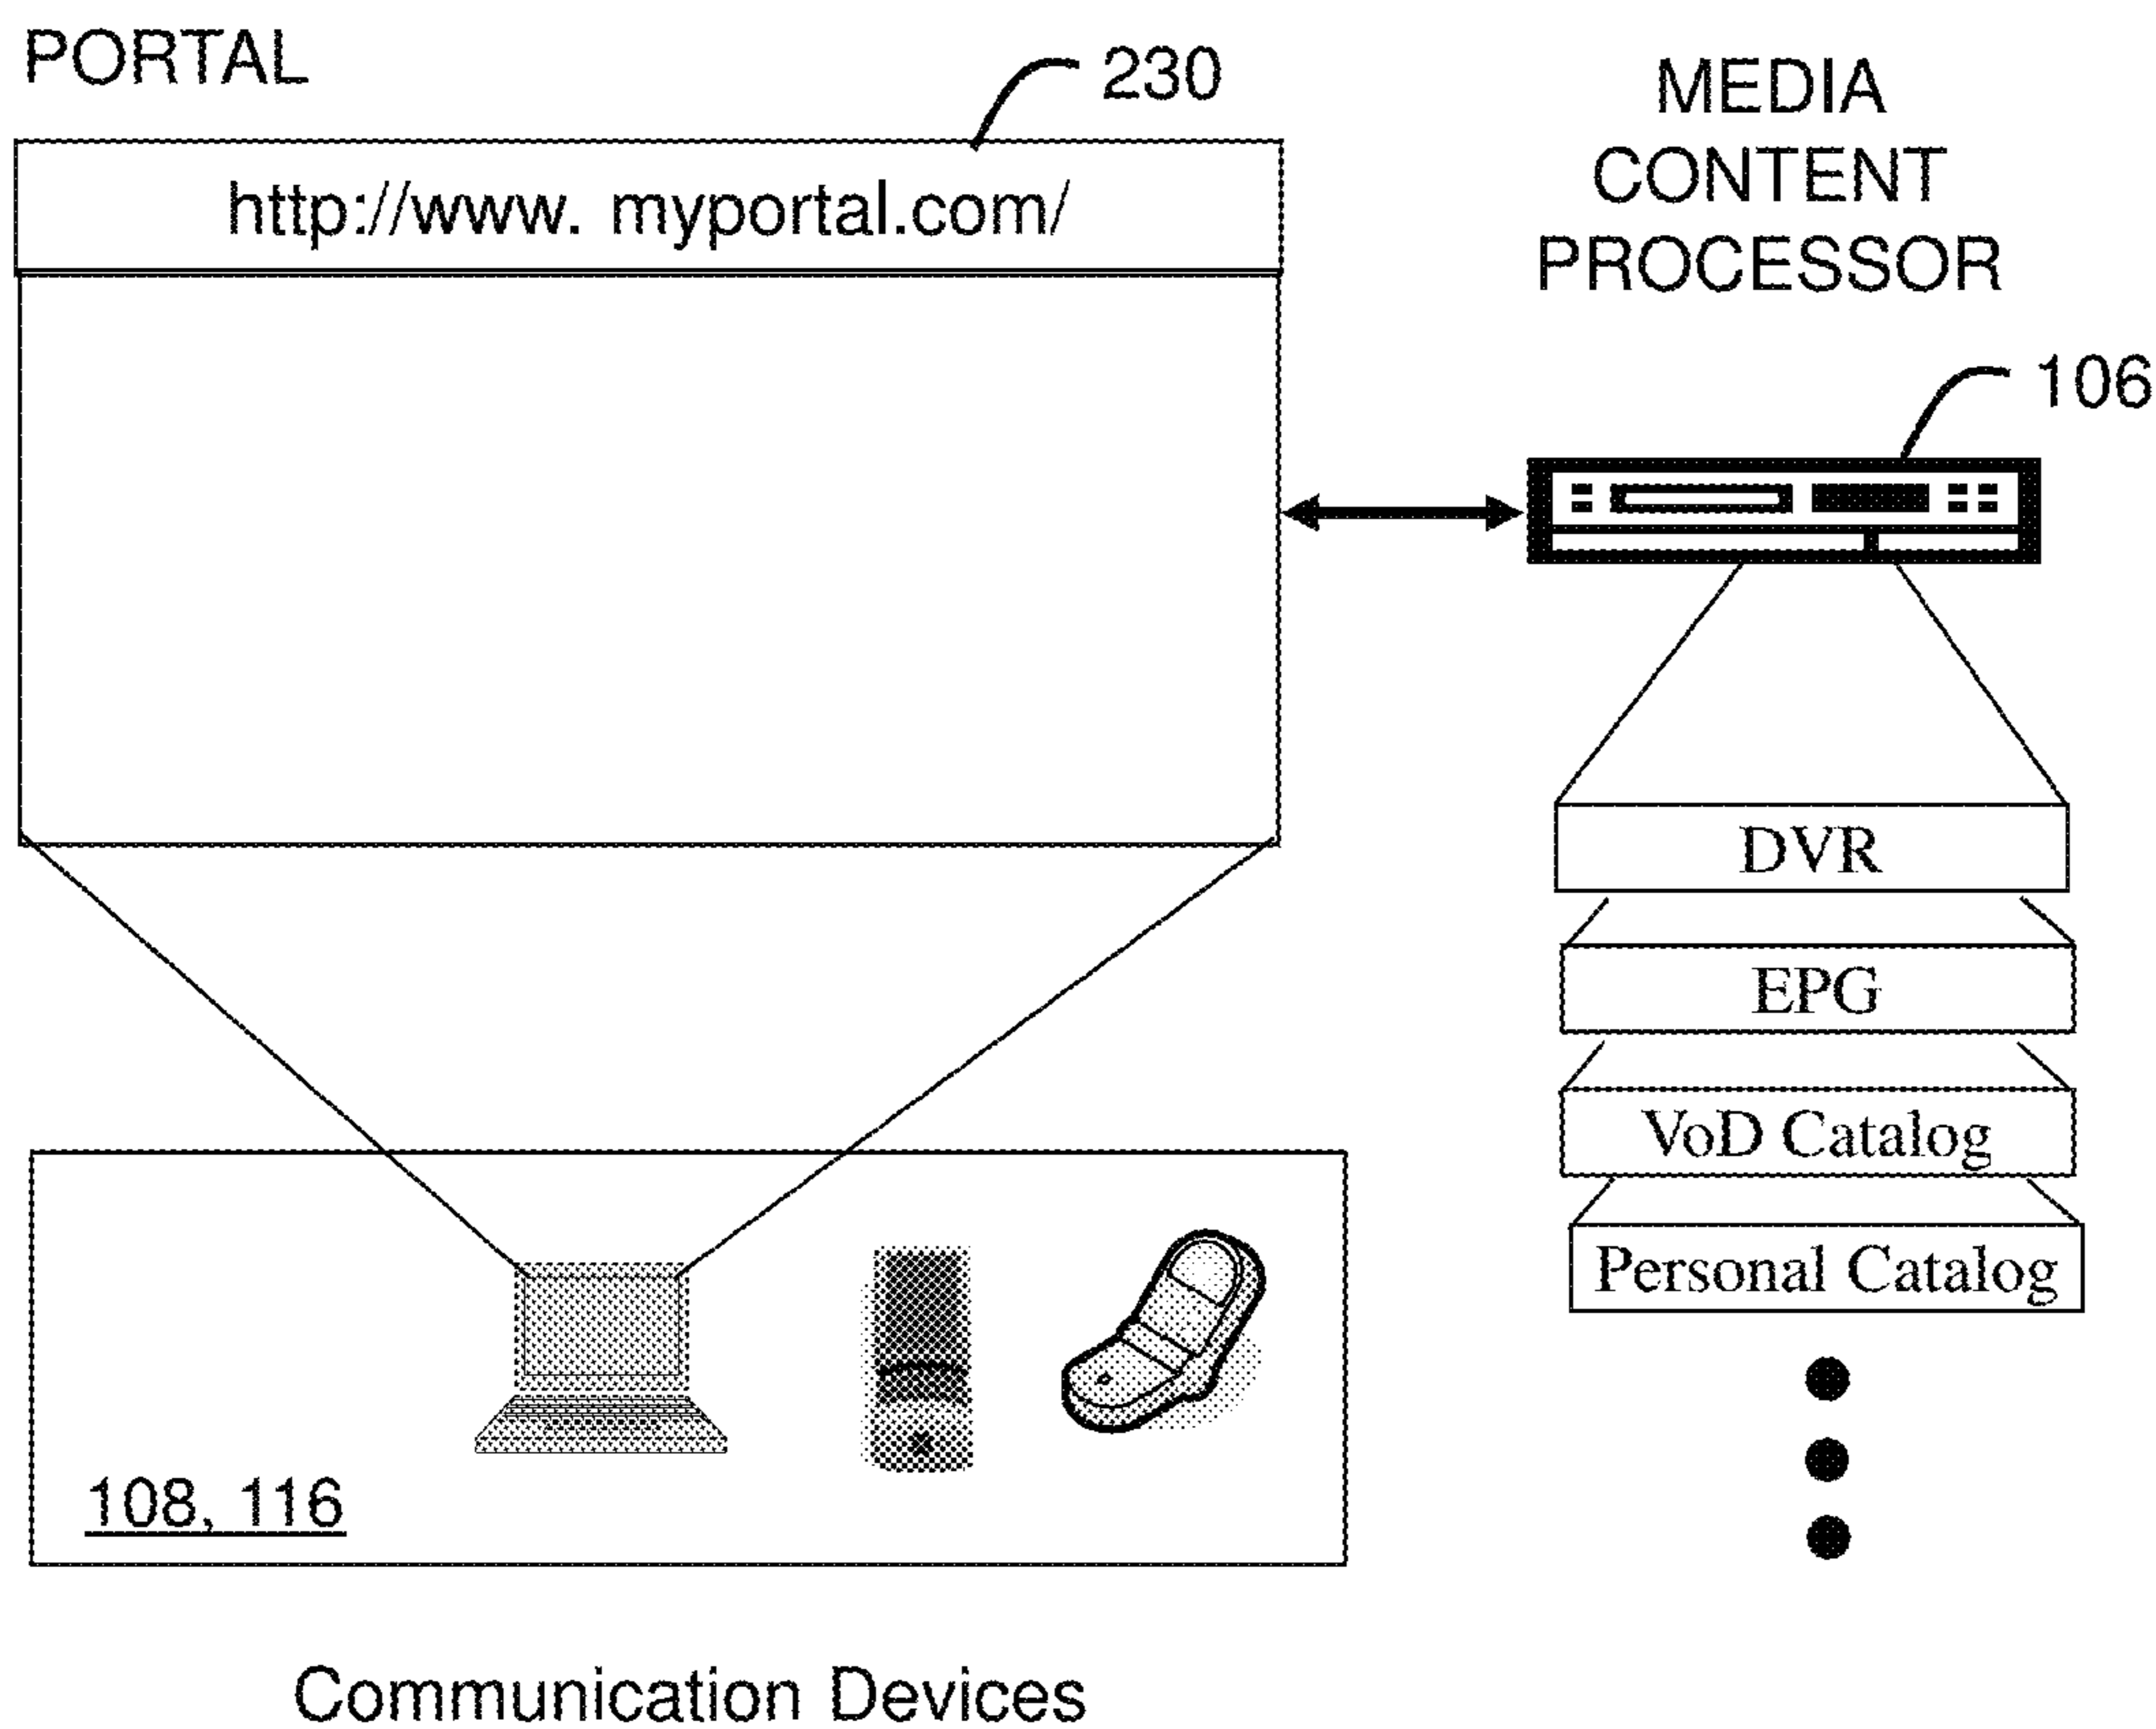 PORTAL
230
http://www. myportal.com/
MEDIA
CONTENT
PROCESSOR
106
DVR
EPG
VoD Catalog
Personal Catalog
108, 116
Communication Devices